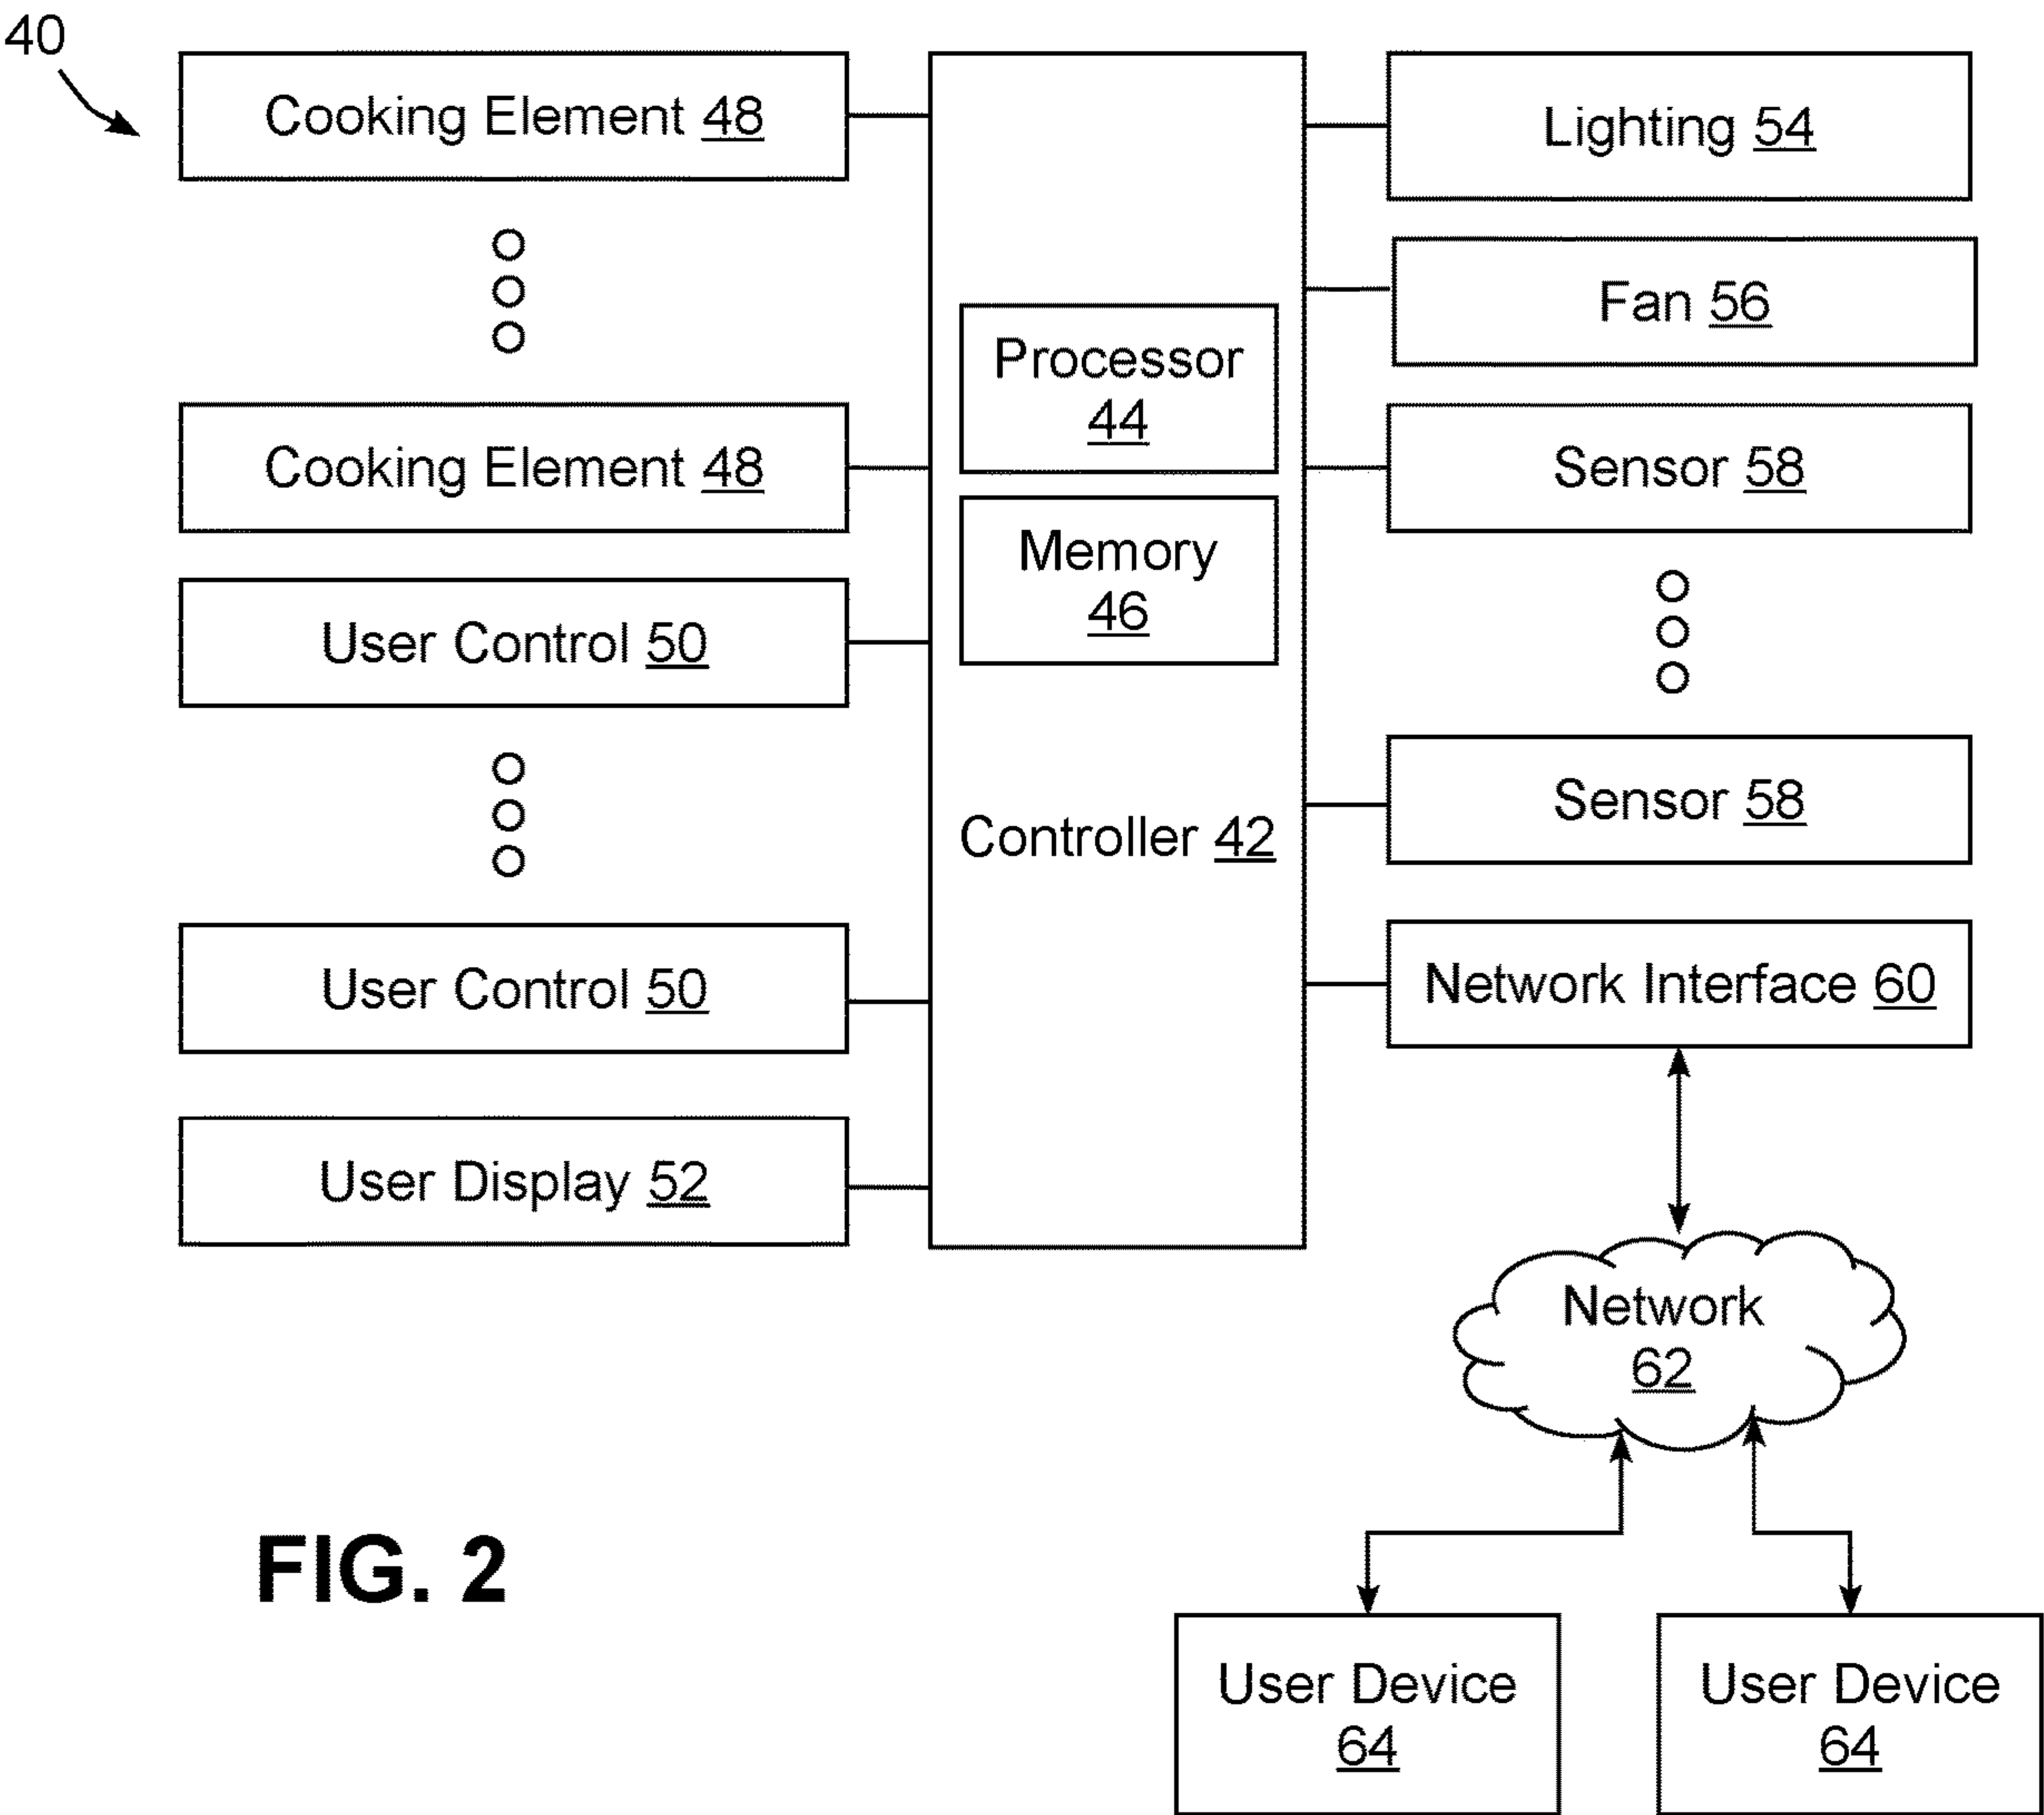 40
Cooking Element 48
Cooking Element 48
User Control 50
User Control 50
User Display 52
Processor
44
Memory
46
Controller 42
Lighting 54
Fan 56
Sensor 58
Sensor 58
Network Interface 60
Network
62
User Device
64
User Device
64
FIG. 2